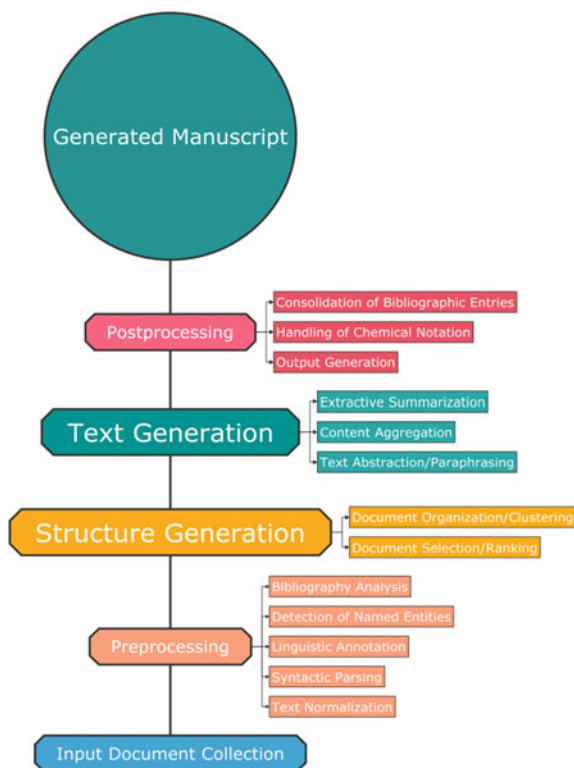 Generated Manuscript
Postprocessing
Consolidation of Bibliographic Entries
Handling of Chemical Notation
Output Generation
Text Generation
Extractive Summarization
Content Aggregation
Text Abstraction/Paraphrasing
Structure Generation
Document Organization/Clustering
Document Selection/Ranking
Preprocessing
Bibliography Analysis
Detection of Named Entities
Linguistic Annotation
Syntactic Parsing
Text Normalization
Input Document Collection